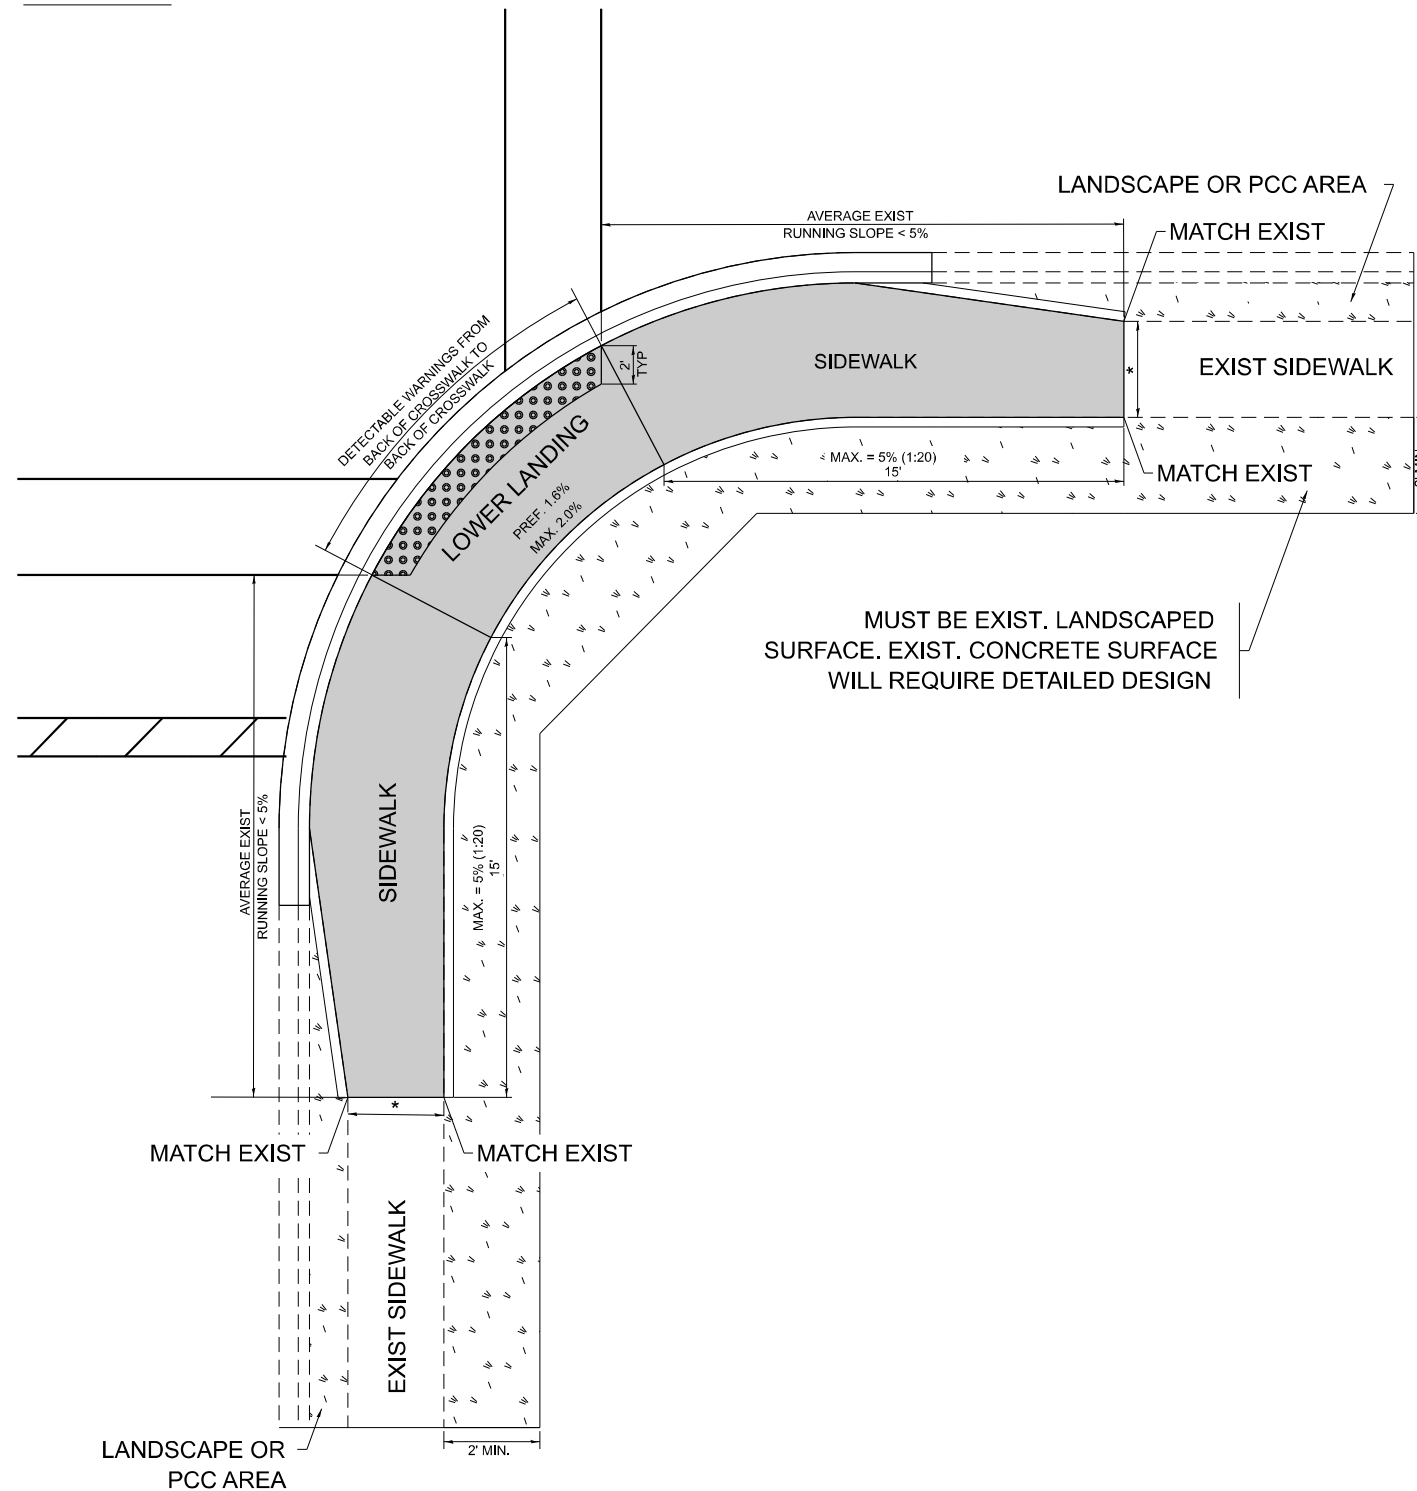 LANDSCAPE OR PCC AREA
AVERAGE EXIST
RUNNING SLOPE < 5%
MATCH EXIST
DETECTABLE WARNINGS FROM
BACK OF CROSSWALK TO
BACK OF CROSSWALK
2'
TYP
SIDEWALK
*
EXIST SIDEWALK
LOWER LANDING
PREF. 1.6%
MAX. 2.0%
MAX. = 5% (1:20)
15'
MATCH EXIST
MUST BE EXIST. LANDSCAPED
SURFACE. EXIST. CONCRETE SURFACE
WILL REQUIRE DETAILED DESIGN
AVERAGE EXIST
RUNNING SLOPE < 5%
SIDEWALK
MAX. = 5% (1:20)
15'
*
MATCH EXIST
MATCH EXIST
EXIST SIDEWALK
LANDSCAPE OR
PCC AREA
2' MIN.